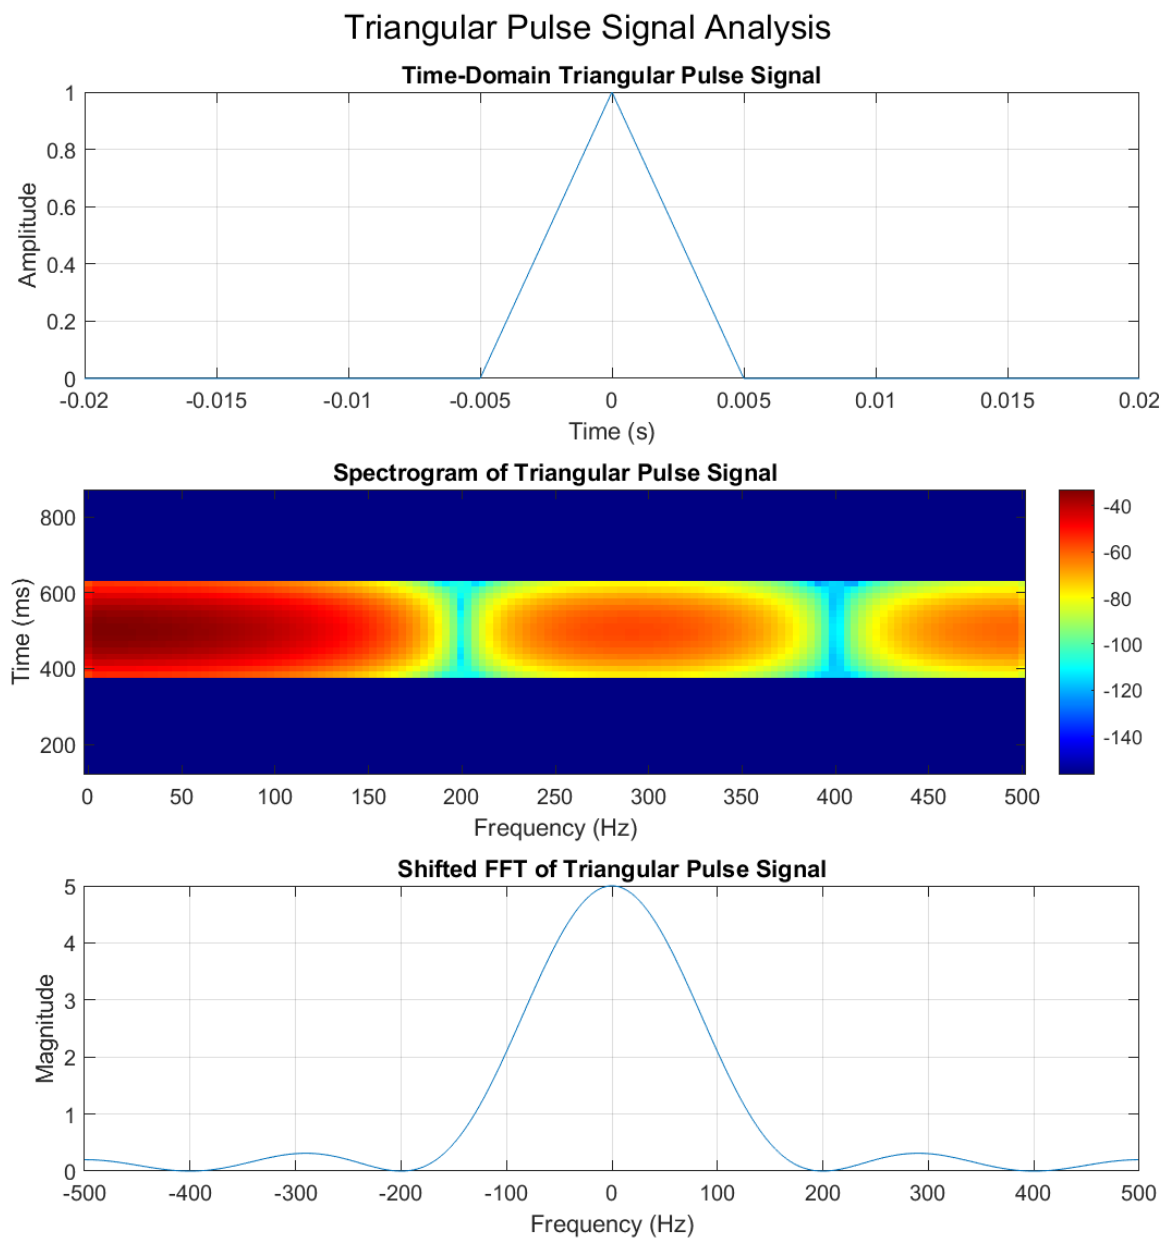 Triangular Pulse Signal Analysis
Time-Domain Triangular Pulse Signal
1
0.8
0.6
0.4
0.2
0
Amplitude
-0.02 -0.015 -0.01 -0.005 0 0.005 0.01 0.015 0.02
Time (s)
Spectrogram of Triangular Pulse Signal
800
600
400
200
Time (ms)
-40
-60
-80
-100
-120
-140
0 50 100 150 200 250 300 350 400 450 500
Frequency (Hz)
Shifted FFT of Triangular Pulse Signal
5
4
3
2
1
0
Magnitude
-500 -400 -300 -200 -100 0 100 200 300 400 500
Frequency (Hz)